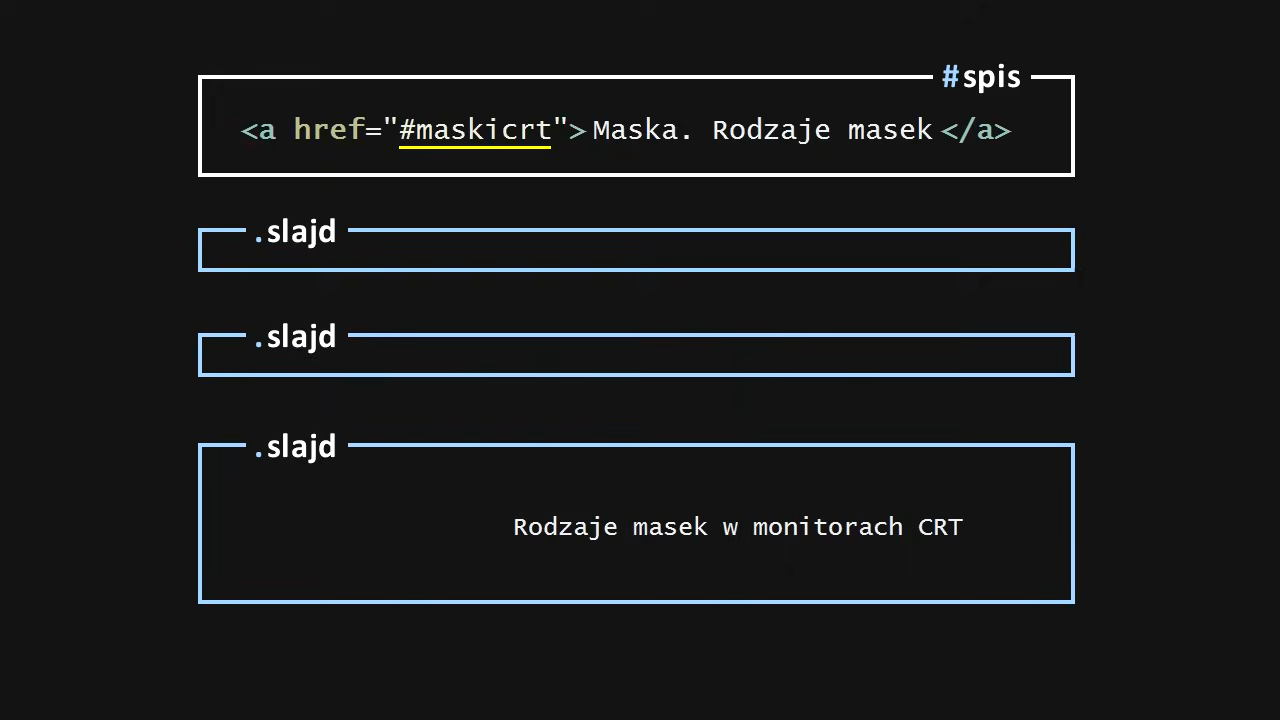 #spis
<a href="#maskicrt">Maska. Rodzaje masek</a>
.slajd
.slajd
.slajd
Rodzaje masek w monitorach CRT